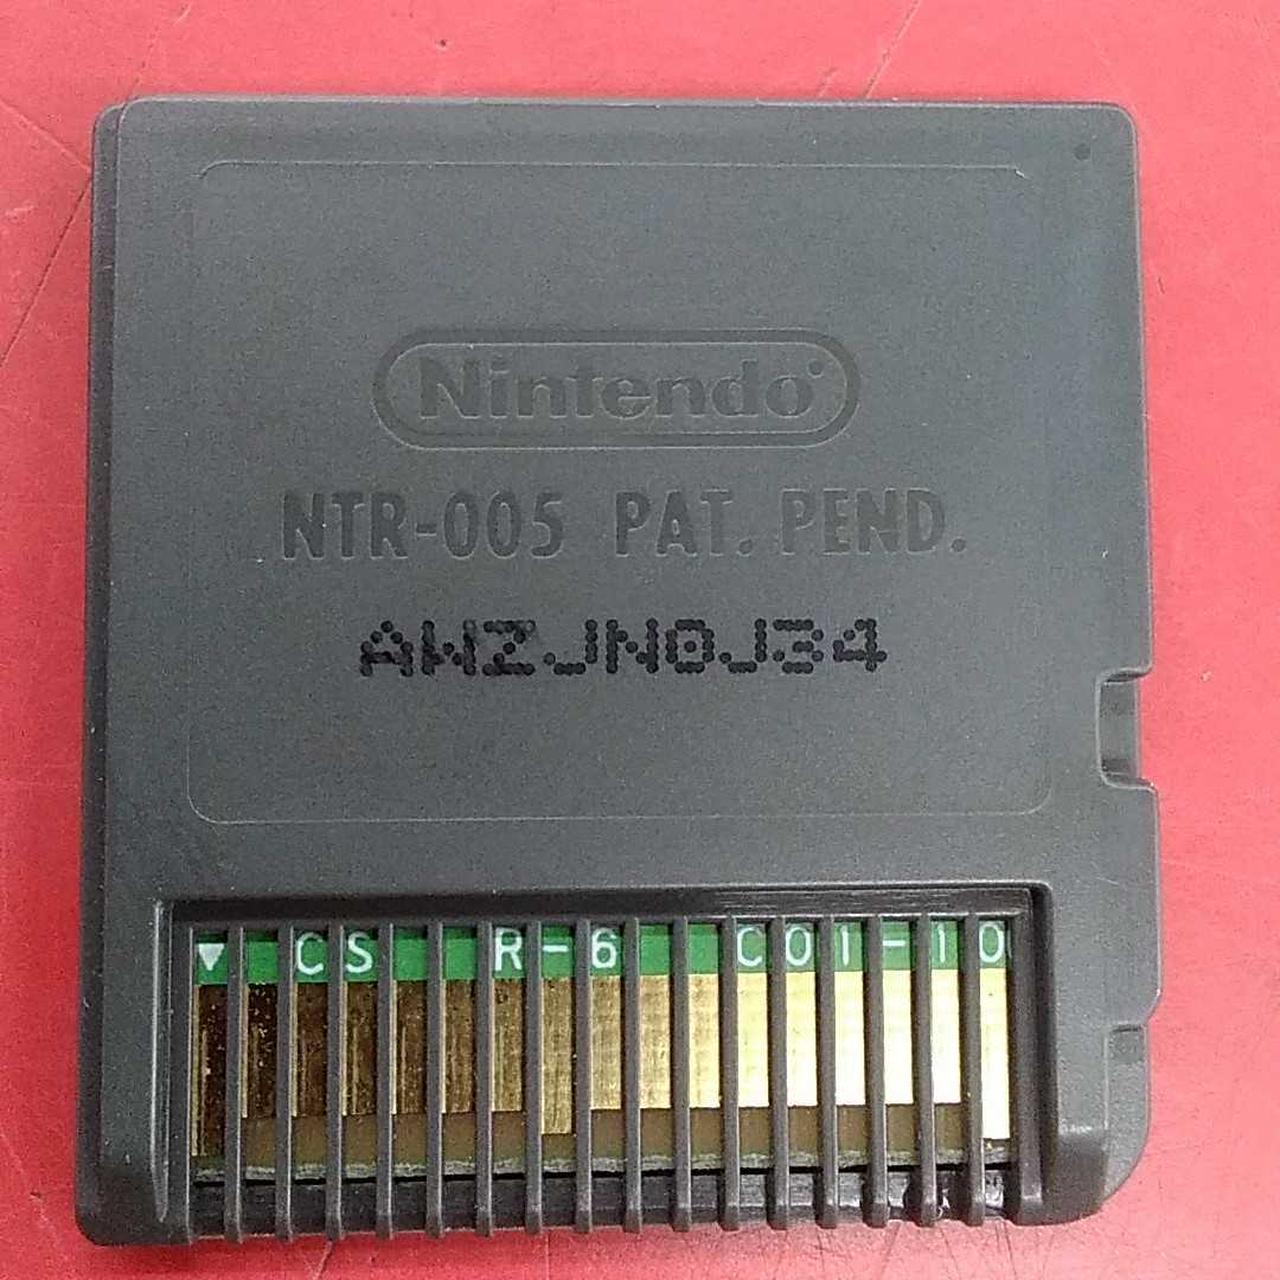 Nintendo
NTR-005 PAT. PEND.
AWZJN0J34
▼ CS R-6 C01-10